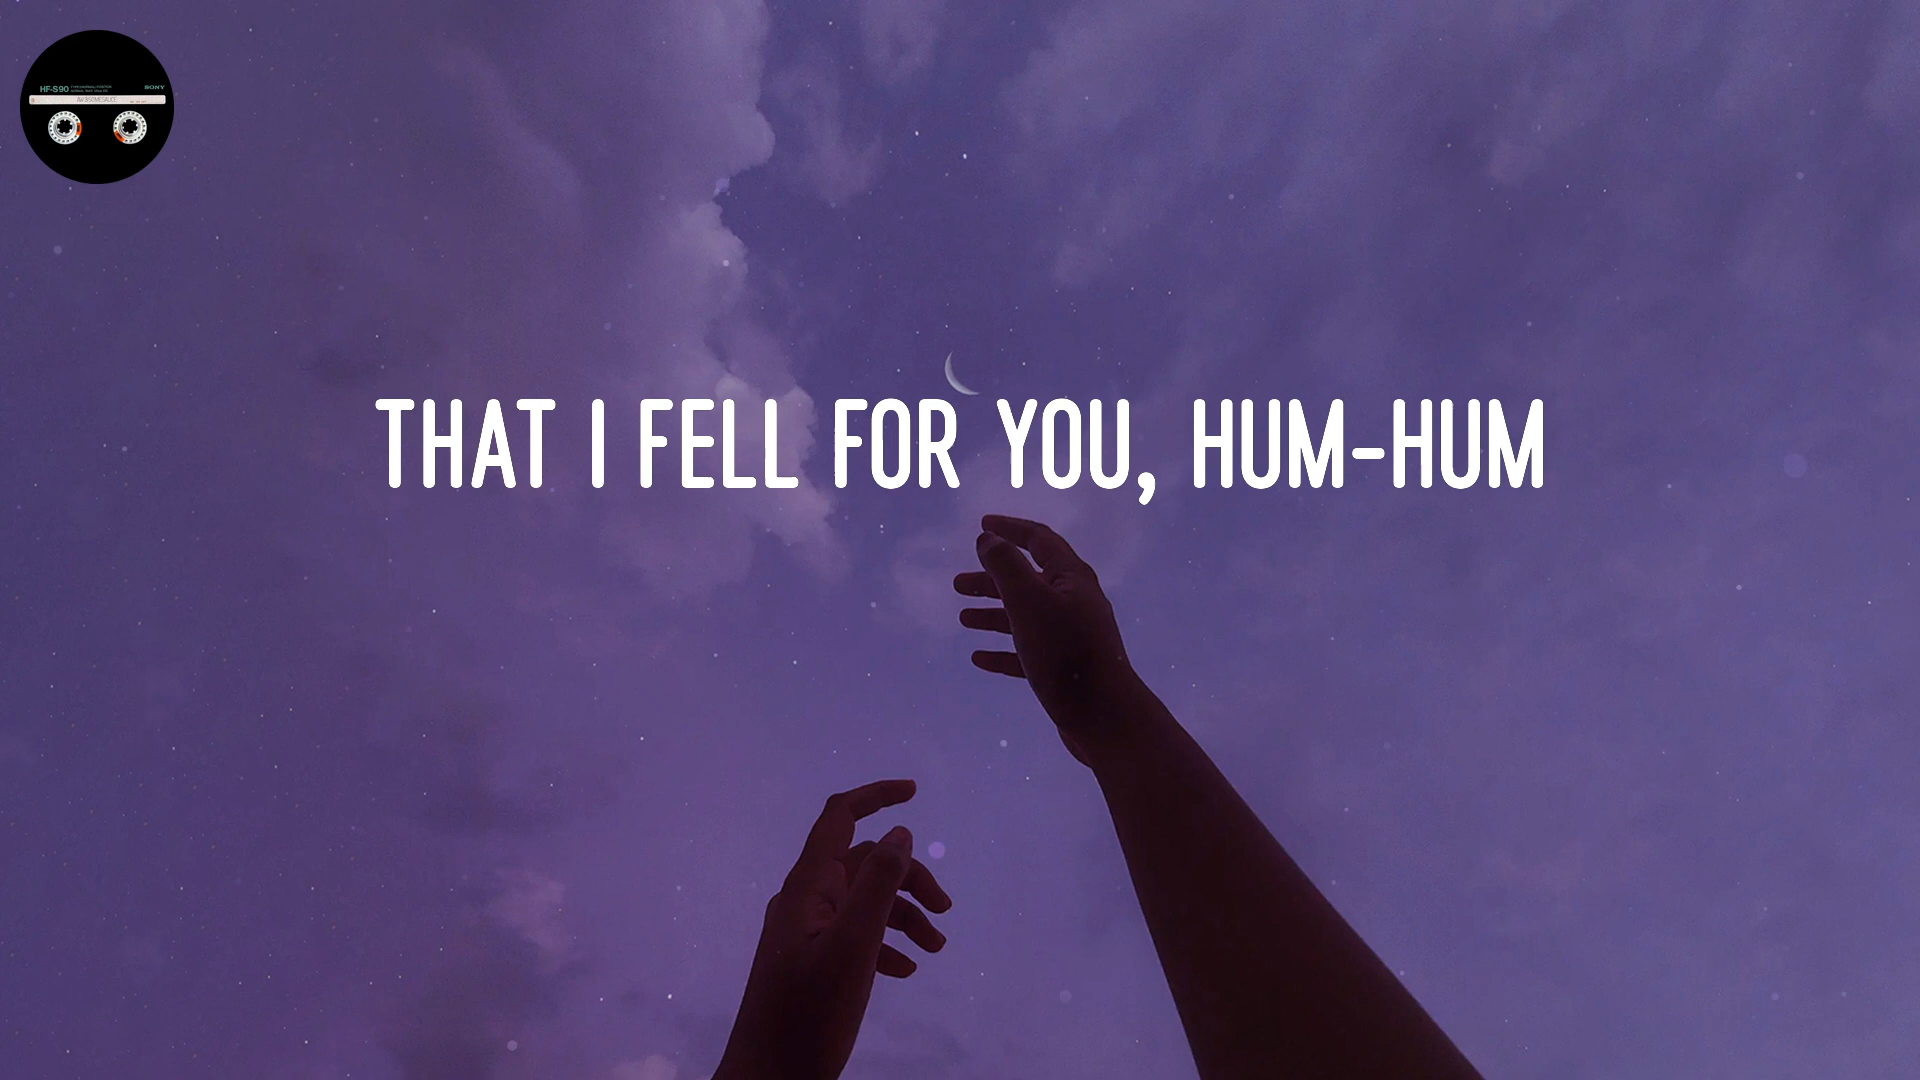 HF-S90
SONY
THAT I FELL FOR YOU, HUM-HUM